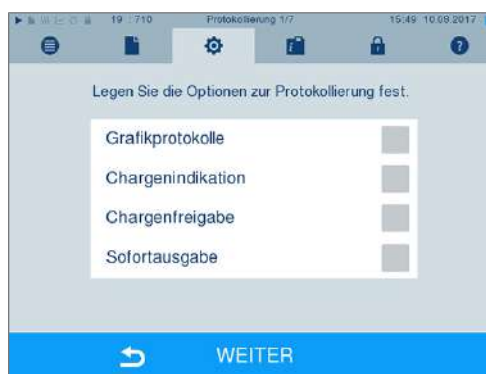 19 : 710 Protokollierung 1/7 15:49 10.08.2017
Legen Sie die Optionen zur Protokollierung fest.
Grafikprotokolle
Chargenindikation
Chargenfreigabe
Sofortausgabe
WEITER